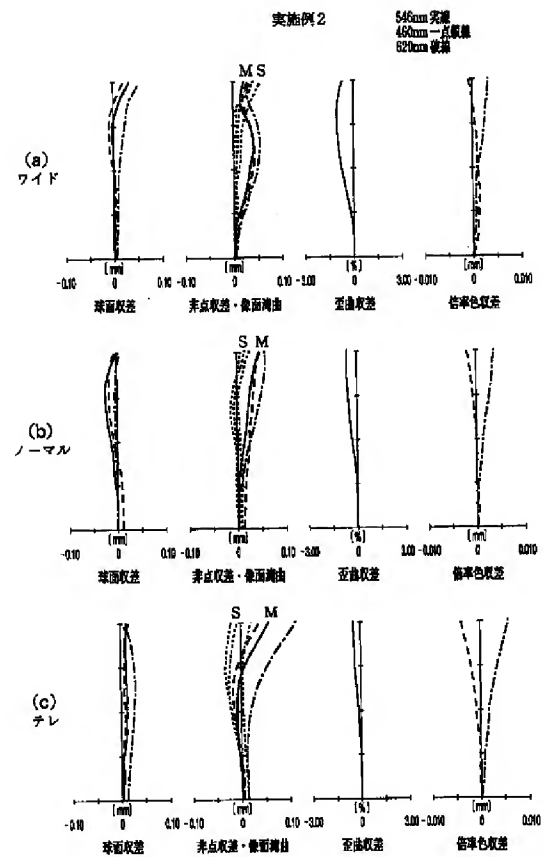 実施例2
546nm 実線
460nm 一点鎖線
620nm 破線
M S
(a)
ワイド
[mm] [mm] [%] [mm]
-0.10 0 0.10 -0.10 0 0.10 -3.00 0 3.00 -0.010 0 0.010
球面収差 非点収差・像面湾曲 歪曲収差 倍率色収差
S M
(b)
ノーマル
[mm] [mm] [%] [mm]
-0.10 0 0.10 -0.10 0 0.10 -3.00 0 3.00 -0.010 0 0.010
球面収差 非点収差・像面湾曲 歪曲収差 倍率色収差
S M
(c)
テレ
[mm] [mm] [%] [mm]
-0.10 0 0.10 -0.10 0 0.10 -3.00 0 3.00 -0.010 0 0.010
球面収差 非点収差・像面湾曲 歪曲収差 倍率色収差